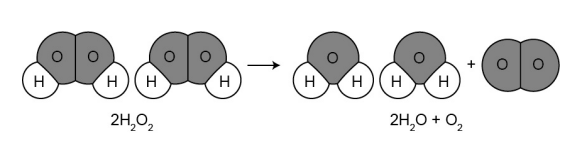 O O O O O O + O O
H H H H H H H H
2H₂O₂ 2H₂O + O₂